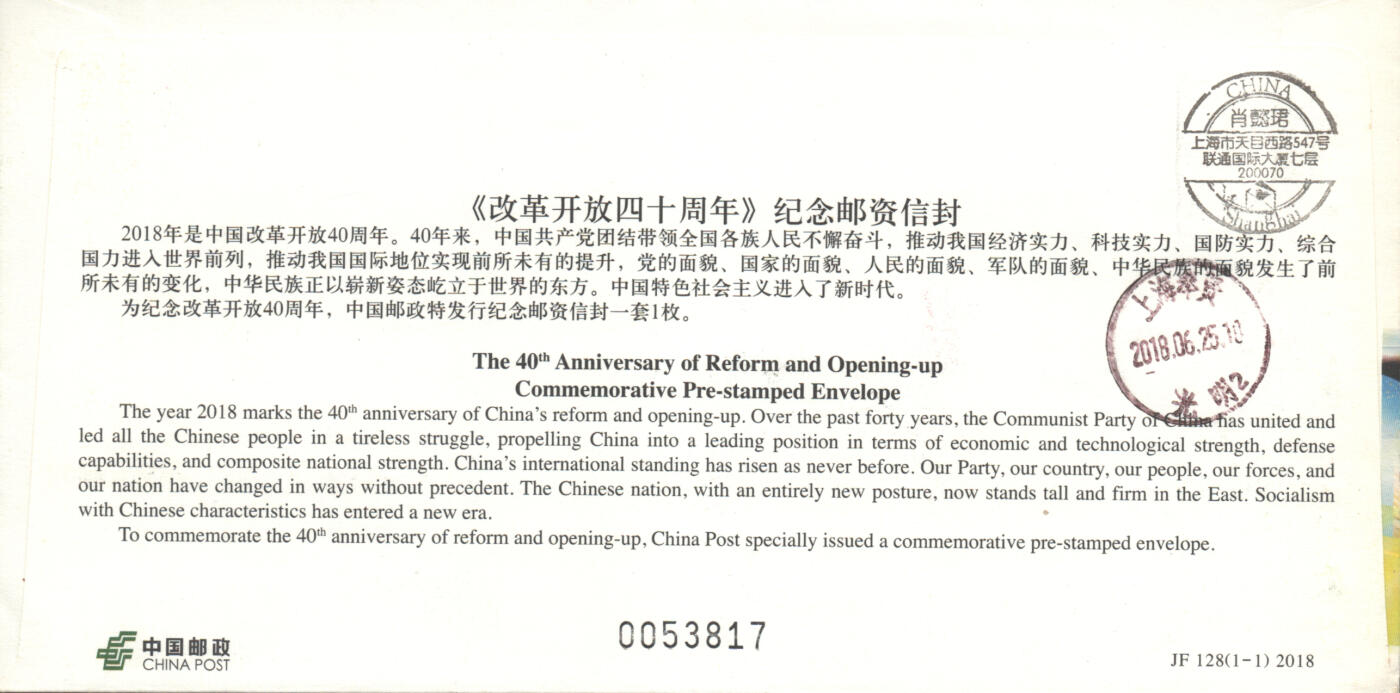 CHINA
肖懿珺
上海市天目西路547号
联通国际大厦七层
200070
Shanghai
《改革开放四十周年》纪念邮资信封
2018年是中国改革开放40周年。40年来，中国共产党团结带领全国各族人民不懈奋斗，推动我国经济实力、科技实力、国防实力、综合
国力进入世界前列，推动我国国际地位实现前所未有的提升，党的面貌、国家的面貌、人民的面貌、军队的面貌、中华民族的面貌发生了前
所未有的变化，中华民族正以崭新姿态屹立于世界的东方。中国特色社会主义进入了新时代。
为纪念改革开放40周年，中国邮政特发行纪念邮资信封一套1枚。
上海奉贤
2018.06.25.10
光明2
The 40th Anniversary of Reform and Opening-up
Commemorative Pre-stamped Envelope
The year 2018 marks the 40th anniversary of China's reform and opening-up. Over the past forty years, the Communist Party of China has united and
led all the Chinese people in a tireless struggle, propelling China into a leading position in terms of economic and technological strength, defense
capabilities, and composite national strength. China's international standing has risen as never before. Our Party, our country, our people, our forces, and
our nation have changed in ways without precedent. The Chinese nation, with an entirely new posture, now stands tall and firm in the East. Socialism
with Chinese characteristics has entered a new era.
To commemorate the 40th anniversary of reform and opening-up, China Post specially issued a commemorative pre-stamped envelope.
中国邮政
CHINA POST
0053817
JF 128(1-1) 2018